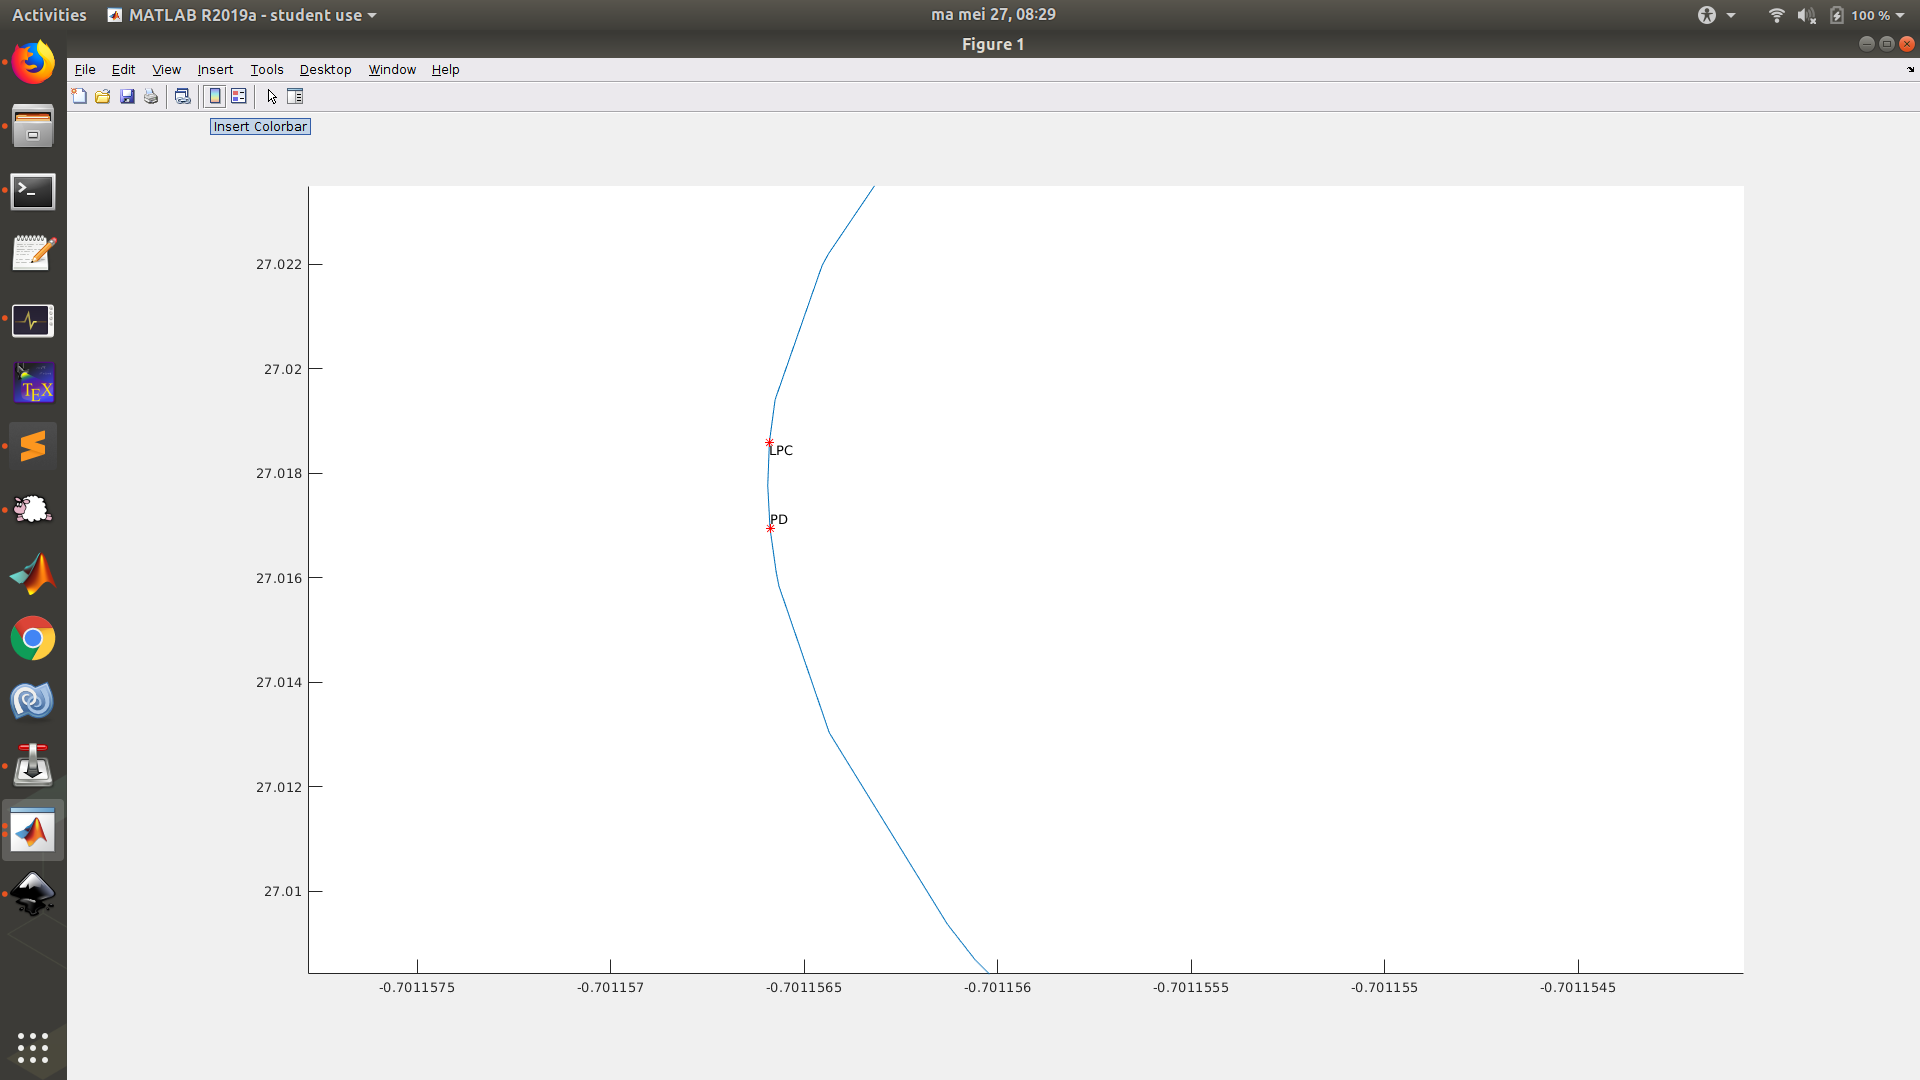 Activities MATLAB R2019a - student use ma mei 27, 08:29 100 %
Figure 1
File Edit View Insert Tools Desktop Window Help
Insert Colorbar
27.022
27.02
27.018
27.016
27.014
27.012
27.01
LPC
PD
-0.7011575 -0.701157 -0.7011565 -0.701156 -0.7011555 -0.701155 -0.7011545
TEX